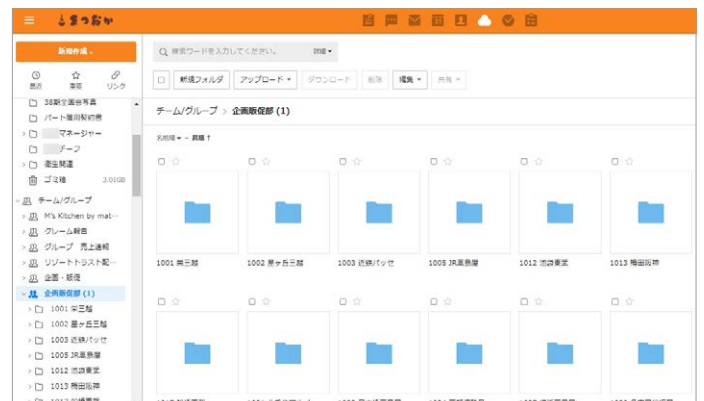 まつおか
新規作成
検索ワードを入力してください。 詳細
最近 重要 リンク
新規フォルダ アップロード ダウンロード 削除 編集 共有
38期全国会写真
パート雇用契約書
マネージャー
チーフ
衛生関連
ゴミ箱 3.01GB
チーム/グループ
M's Kitchen by mat…
クレーム報告
グループ 売上速報
リゾートトラスト配…
企画・販促
企画販促部 (1)
1001 栄三越
1002 星ヶ丘三越
1003 近鉄パッセ
1005 JR高島屋
1012 池袋東武
1013 梅田阪神
チーム/グループ > 企画販促部 (1)
名前順 - 昇順 ↑
1001 栄三越
1002 星ヶ丘三越
1003 近鉄パッセ
1005 JR高島屋
1012 池袋東武
1013 梅田阪神